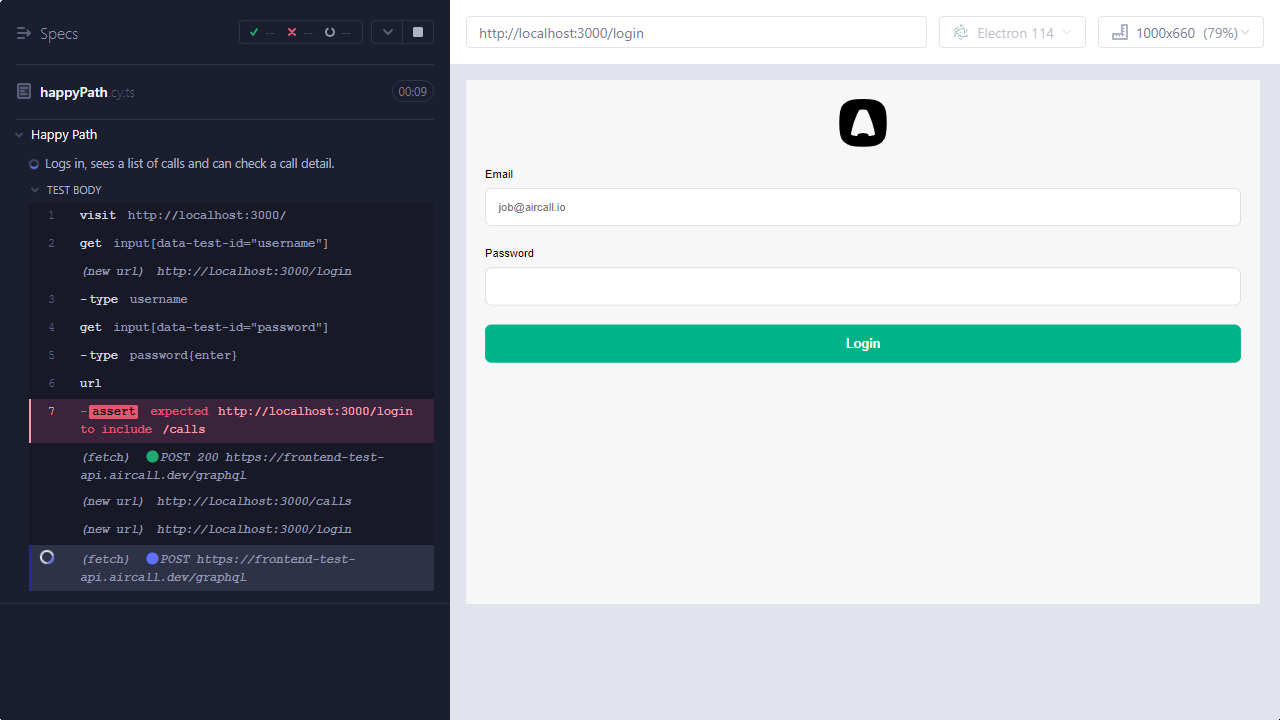 Specs
-- -- --
happyPath.cy.ts
00:09
Happy Path
Logs in, sees a list of calls and can check a call detail.
TEST BODY
1 visit http://localhost:3000/
2 get input[data-test-id="username"]
(new url) http://localhost:3000/login
3 -type username
4 get input[data-test-id="password"]
5 -type password{enter}
6 url
7 -assert expected http://localhost:3000/login
to include /calls
(fetch) POST 200 https://frontend-test-
api.aircall.dev/graphql
(new url) http://localhost:3000/calls
(new url) http://localhost:3000/login
(fetch) POST https://frontend-test-
api.aircall.dev/graphql
http://localhost:3000/login
Electron 114
1000x660 (79%)
Email
job@aircall.io
Password
Login